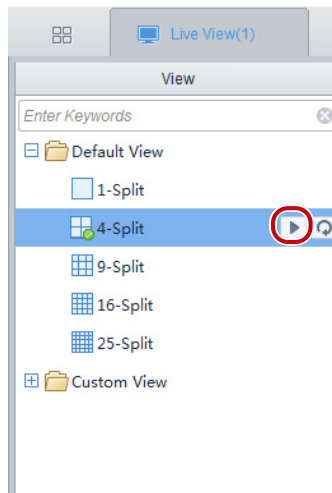 Live View(1)
View
Enter Keywords
Default View
1-Split
4-Split
9-Split
16-Split
25-Split
Custom View